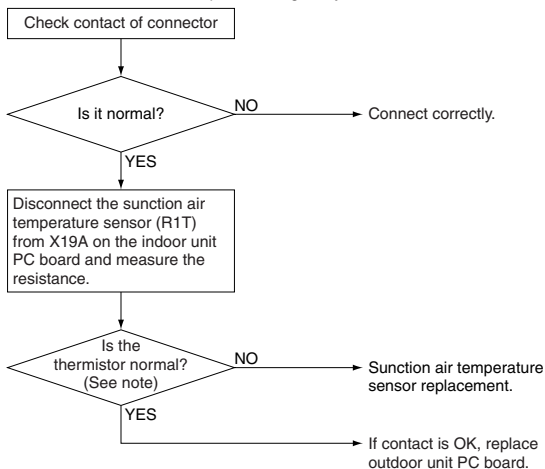 Check contact of connector
Is it normal?
NO
Connect correctly.
YES
Disconnect the sunction air
temperature sensor (R1T)
from X19A on the indoor unit
PC board and measure the
resistance.
Is the
thermistor normal?
(See note)
NO
Sunction air temperature
sensor replacement.
YES
If contact is OK, replace
outdoor unit PC board.